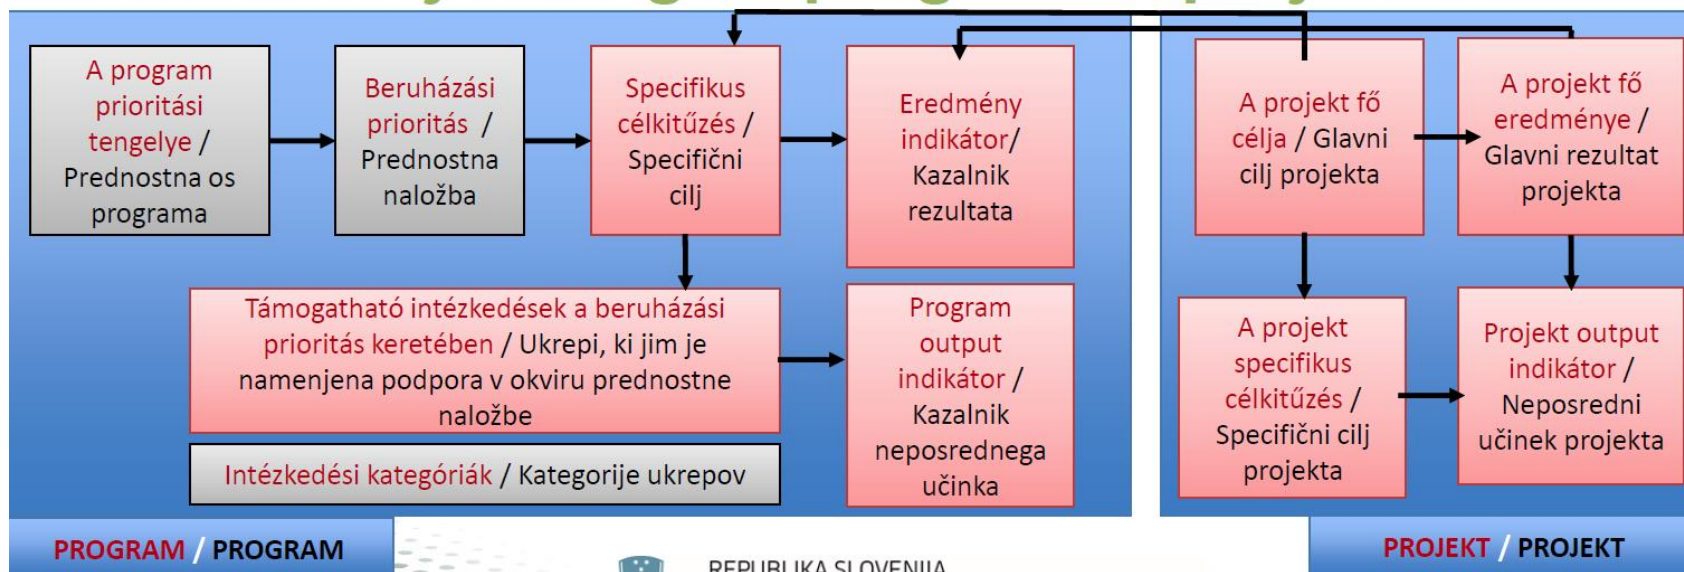 A program
prioritási
tengelye /
Prednostna os
programa
Beruházási
prioritás /
Prednostna
naložba
Specifikus
célkitűzés /
Specifični
cilj
Eredmény
indikátor/
Kazalnik
rezultata
A projekt fő
célja / Glavni
cilj projekta
A projekt fő
eredménye /
Glavni rezultat
projekta
Támogatható intézkedések a beruházási
prioritás keretében / Ukrepi, ki jim je
namenjena podpora v okviru prednostne
naložbe
Program
output
indikátor /
Kazalnik
neposrednega
učinka
A projekt
specifikus
célkitűzés /
Specifični cilj
projekta
Projekt output
indikátor /
Neposredni
učinek projekta
Intézkedési kategóriák / Kategorije ukrepov
PROGRAM / PROGRAM
REPUBLIKA SLOVENIJA
PROJEKT / PROJEKT